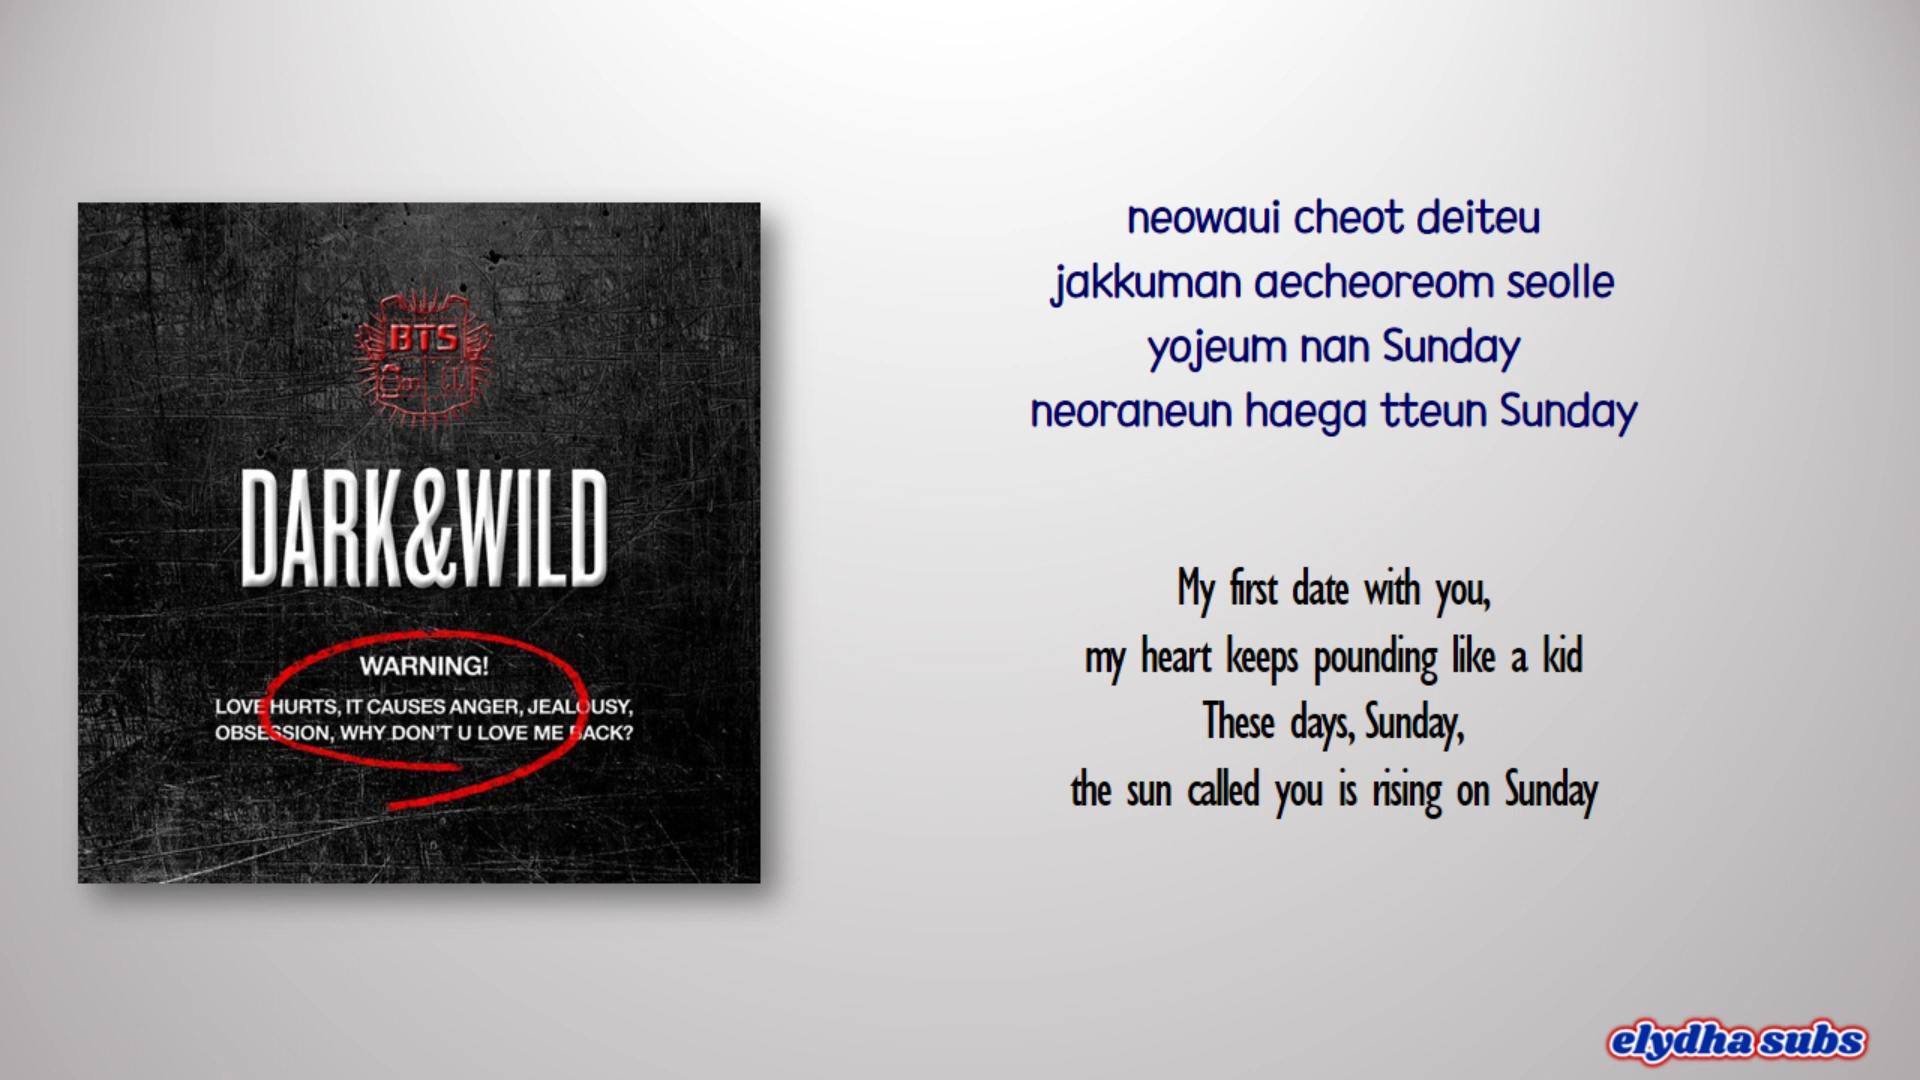 BTS
DARK&WILD
WARNING!
LOVE HURTS, IT CAUSES ANGER, JEALOUSY,
OBSESSION, WHY DON'T U LOVE ME BACK?
neowaui cheot deiteu
jakkuman aecheoreom seolle
yojeum nan Sunday
neoraneun haega tteun Sunday
My first date with you,
my heart keeps pounding like a kid
These days, Sunday,
the sun called you is rising on Sunday
elydha subs